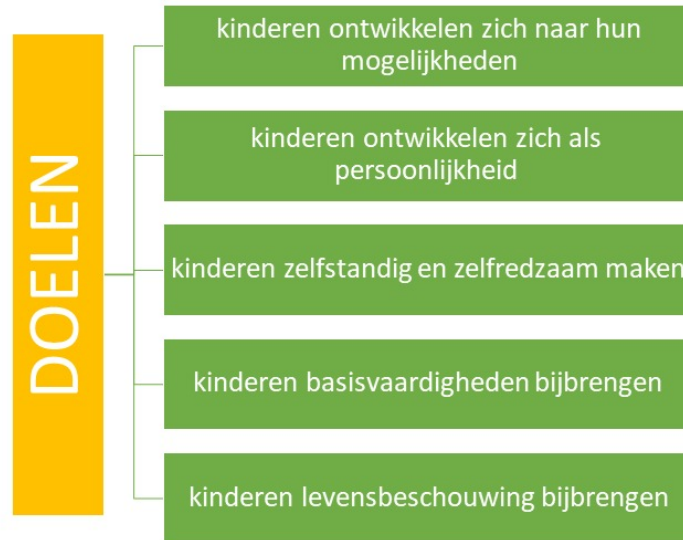 DOELEN
kinderen ontwikkelen zich naar hun
mogelijkheden
kinderen ontwikkelen zich als
persoonlijkheid
kinderen zelfstandig en zelfredzaam maken
kinderen basisvaardigheden bijbrengen
kinderen levensbeschouwing bijbrengen